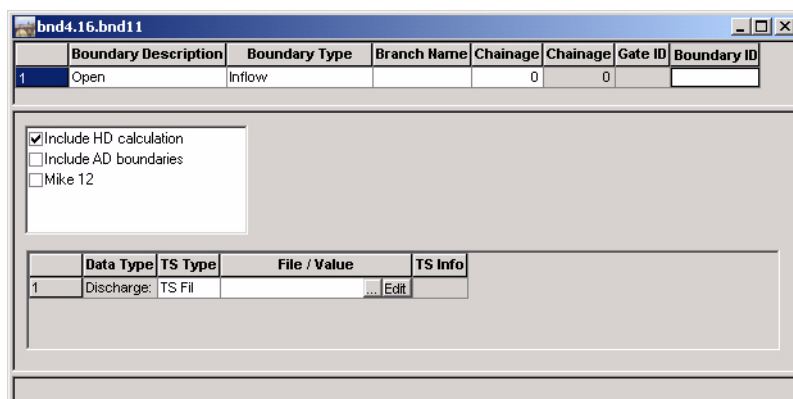 bnd4.16.bnd11
Boundary Description Boundary Type Branch Name Chainage Chainage Gate ID Boundary ID
1 Open Inflow 0 0
Include HD calculation
Include AD boundaries
Mike 12
Data Type TS Type File / Value TS Info
1 Discharge: TS Fil ... Edit